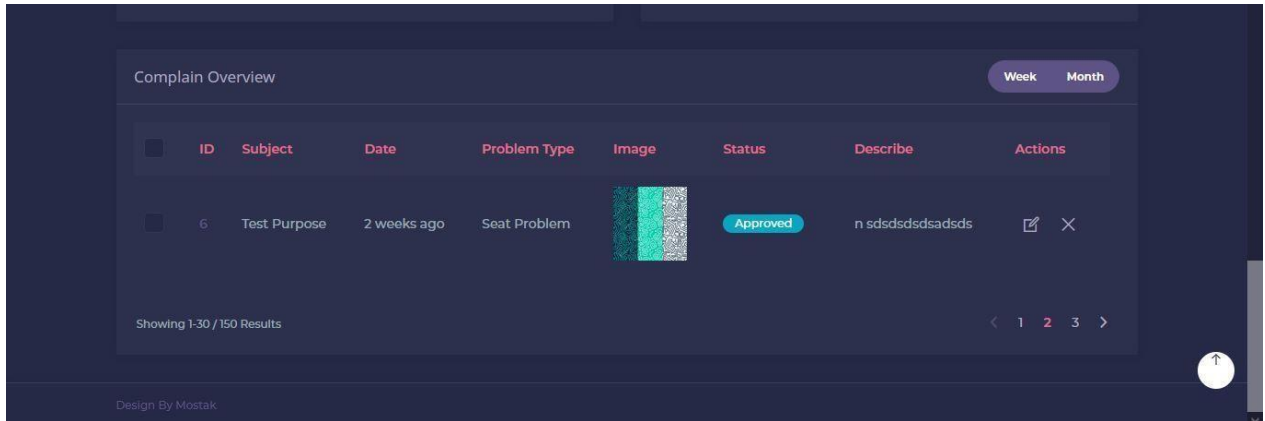 Complain Overview
Week Month
ID Subject Date Problem Type Image Status Describe Actions
6 Test Purpose 2 weeks ago Seat Problem Approved n sdsdsdsdsadsds
Showing 1-30 / 150 Results
1 2 3
Design By Mostak